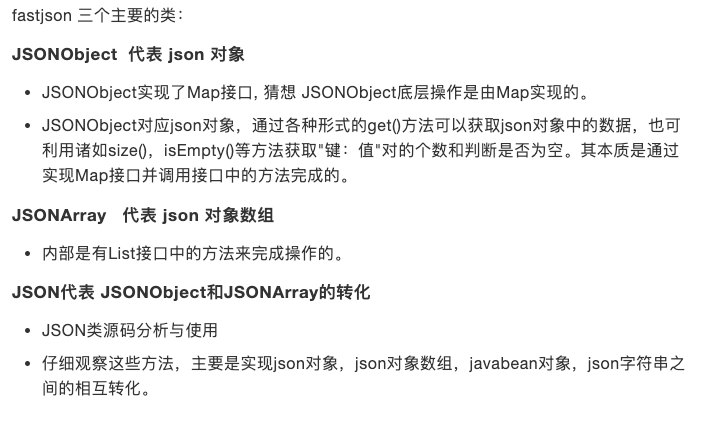 fastjson 三个主要的类：
JSONObject 代表 json 对象
JSONObject实现了Map接口, 猜想 JSONObject底层操作是由Map实现的。
JSONObject对应json对象，通过各种形式的get()方法可以获取json对象中的数据，也可
利用诸如size()，isEmpty()等方法获取"键：值"对的个数和判断是否为空。其本质是通过
实现Map接口并调用接口中的方法完成的。
JSONArray 代表 json 对象数组
内部是有List接口中的方法来完成操作的。
JSON代表 JSONObject和JSONArray的转化
JSON类源码分析与使用
仔细观察这些方法，主要是实现json对象，json对象数组，javabean对象，json字符串之
间的相互转化。